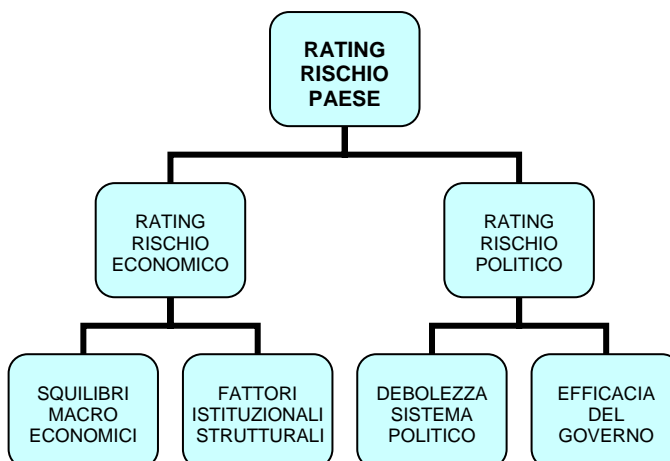 RATING
RISCHIO
PAESE
RATING
RISCHIO
ECONOMICO
RATING
RISCHIO
POLITICO
SQUILIBRI
MACRO
ECONOMICI
FATTORI
ISTITUZIONALI
STRUTTURALI
DEBOLEZZA
SISTEMA
POLITICO
EFFICACIA
DEL
GOVERNO